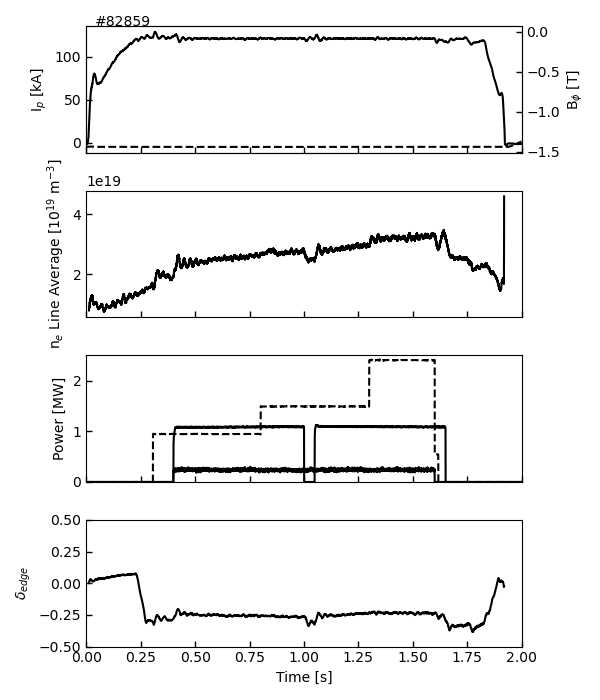 #82859
100
50
0
I_p [kA]
0.0
−0.5
−1.0
−1.5
B_ϕ [T]
1e19
4
2
n_e Line Average [10^19 m^−3]
2
1
0
Power [MW]
0.50
0.25
0.00
−0.25
−0.50
δ_edge
0.00 0.25 0.50 0.75 1.00 1.25 1.50 1.75 2.00
Time [s]